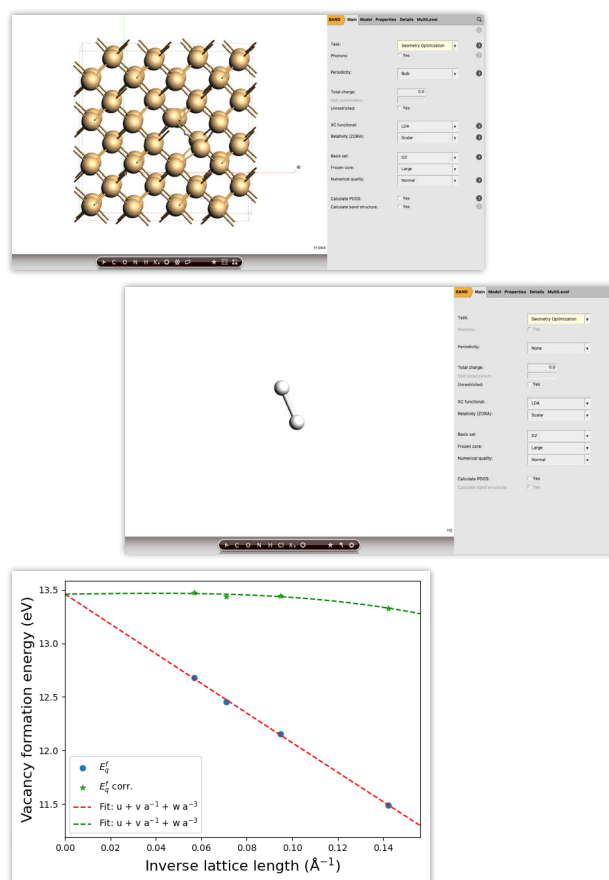 BAND Main Model Properties Details MultiLevel
Task: Geometry Optimization
Phonons: Yes
Periodicity: Bulk
Total charge: 0.0
Spin polarization:
Unrestricted: Yes
XC functional: LDA
Relativity (ZORA): Scalar
Basis set: DZ
Frozen core: Large
Numerical quality: Normal
Calculate PDOS: Yes
Calculate band structure: Yes
C O N H X
BAND Main Model Properties Details MultiLevel
Task: Geometry Optimization
Phonons: Yes
Periodicity: None
Total charge: 0.0
Spin polarization:
Unrestricted: Yes
XC functional: LDA
Relativity (ZORA): Scalar
Basis set: DZ
Frozen core: Large
Numerical quality: Normal
Calculate PDOS: Yes
Calculate band structure: Yes
H2
C O N H Cl X
13.5
13.0
12.5
12.0
11.5
Vacancy formation energy (eV)
E_q^f
E_q^f corr.
Fit: u + v a⁻¹ + w a⁻³
Fit: u + v a⁻¹ + w a⁻³
0.00 0.02 0.04 0.06 0.08 0.10 0.12 0.14
Inverse lattice length (Å⁻¹)